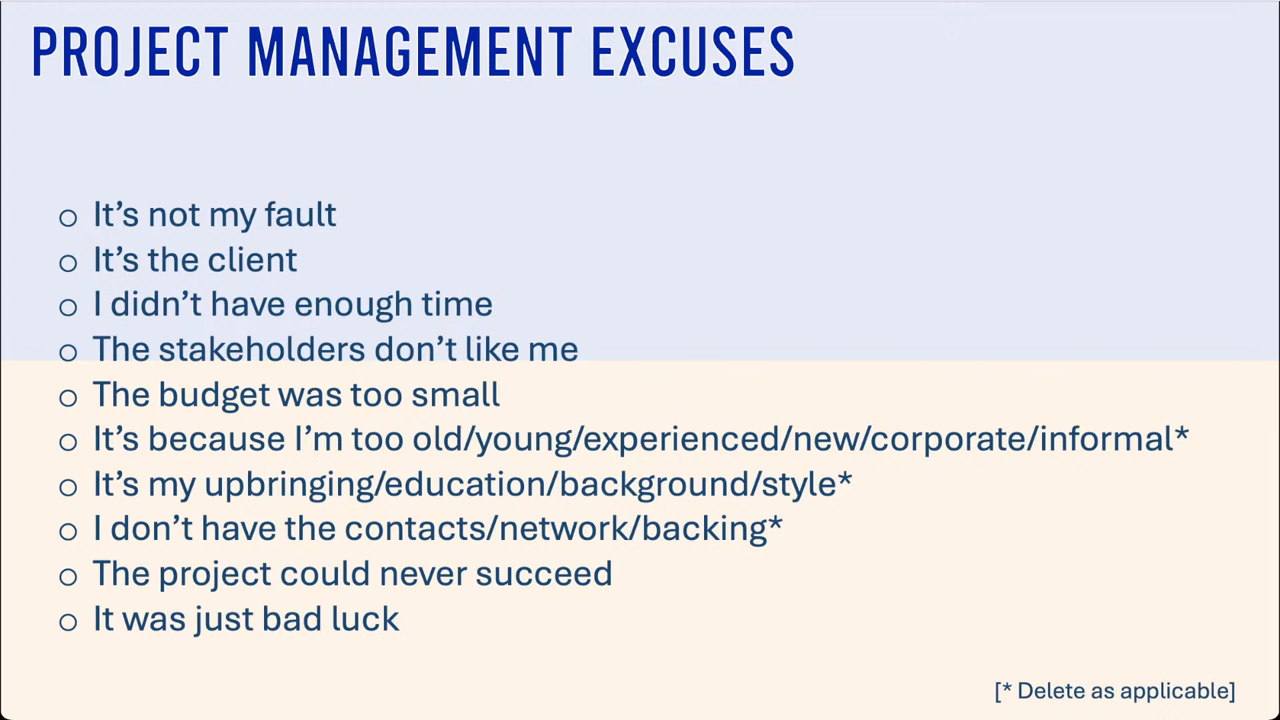 PROJECT MANAGEMENT EXCUSES
○ It’s not my fault
○ It’s the client
○ I didn’t have enough time
○ The stakeholders don’t like me
○ The budget was too small
○ It’s because I’m too old/young/experienced/new/corporate/informal*
○ It’s my upbringing/education/background/style*
○ I don’t have the contacts/network/backing*
○ The project could never succeed
○ It was just bad luck
[* Delete as applicable]